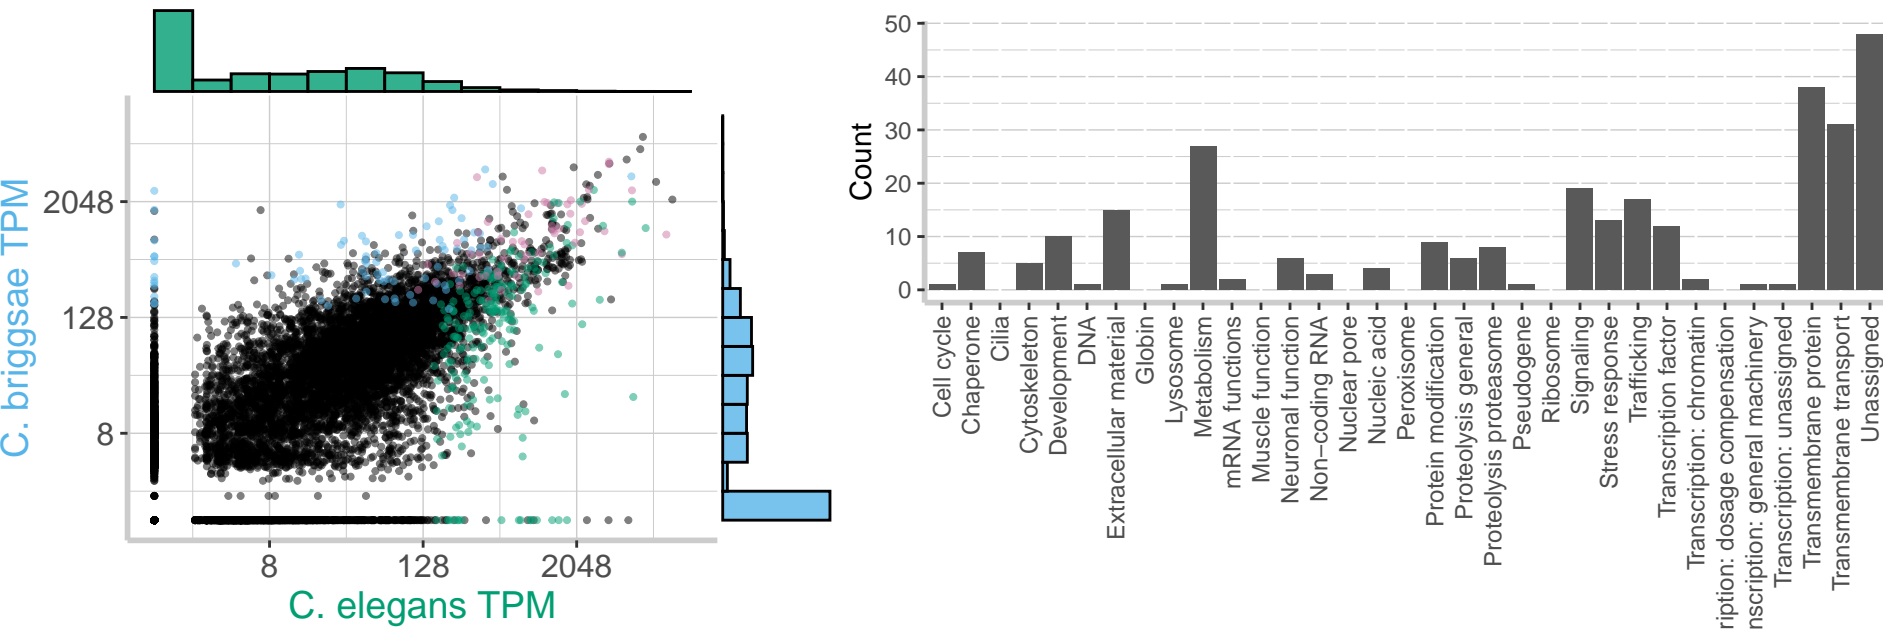 C. briggsae TPM
2048
128
8
8
128
2048
C. elegans TPM
Count
50
40
30
20
10
0
Cell cycle
Chaperone
Cilia
Cytoskeleton
Development
DNA
Extracellular material
Globin
Lysosome
Metabolism
mRNA functions
Muscle function
Neuronal function
Non−coding RNA
Nuclear pore
Nucleic acid
Peroxisome
Protein modification
Proteolysis general
Proteolysis proteasome
Pseudogene
Ribosome
Signaling
Stress response
Trafficking
Transcription factor
Transcription: chromatin
ription: dosage compensation
nscription: general machinery
Transcription: unassigned
Transmembrane protein
Transmembrane transport
Unassigned